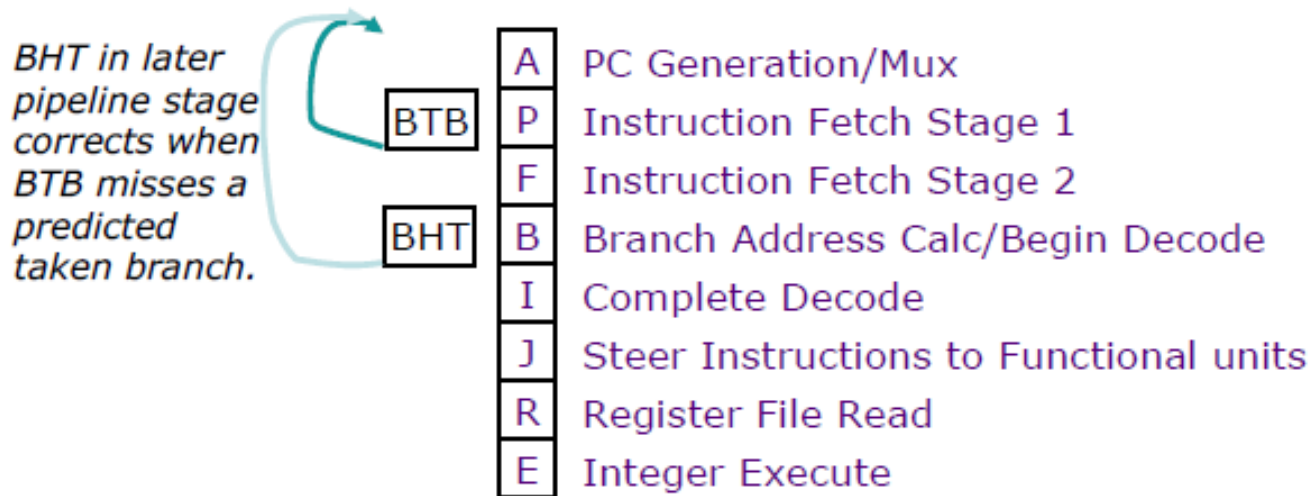 BHT in later
pipeline stage
corrects when
BTB misses a
predicted
taken branch.
BTB
BHT
A PC Generation/Mux
P Instruction Fetch Stage 1
F Instruction Fetch Stage 2
B Branch Address Calc/Begin Decode
I Complete Decode
J Steer Instructions to Functional units
R Register File Read
E Integer Execute